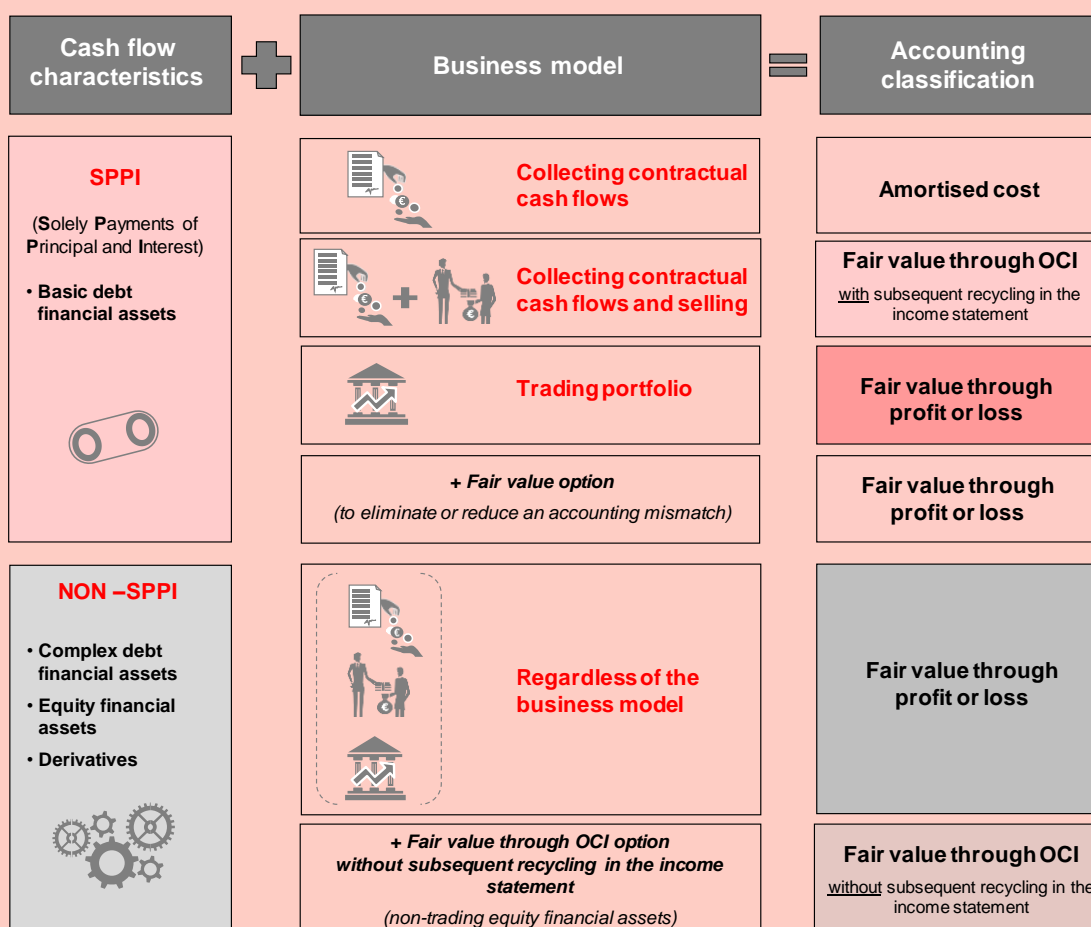 Cash flow
characteristics
Business model
Accounting
classification
SPPI
(Solely Payments of
Principal and Interest)
• Basic debt
financial assets
Collecting contractual
cash flows
Amortised cost
Collecting contractual
cash flows and selling
Fair value through OCI
with subsequent recycling in the
income statement
Trading portfolio
Fair value through
profit or loss
+ Fair value option
(to eliminate or reduce an accounting mismatch)
Fair value through
profit or loss
NON –SPPI
• Complex debt
financial assets
• Equity financial
assets
• Derivatives
Regardless of the
business model
Fair value through
profit or loss
+ Fair value through OCI option
without subsequent recycling in the income
statement
(non-trading equity financial assets)
Fair value through OCI
without subsequent recycling in the
income statement